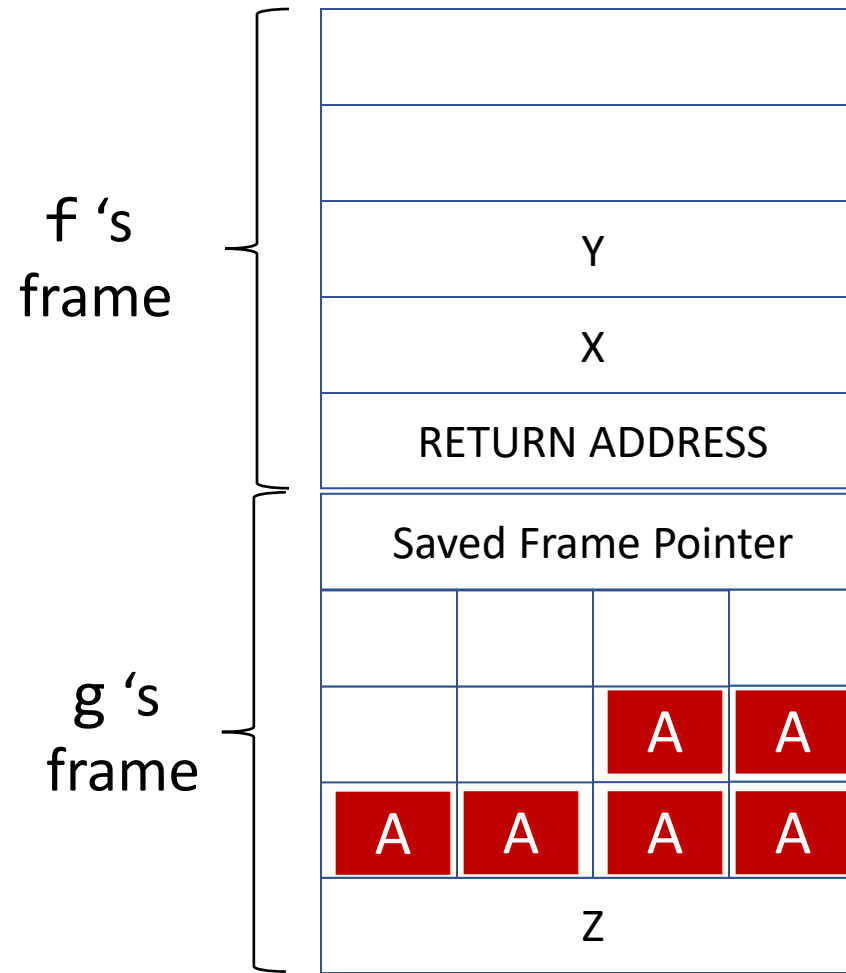 f ‘s
frame
Y
X
RETURN ADDRESS
g ‘s
frame
Saved Frame Pointer
A A
A A A A
Z